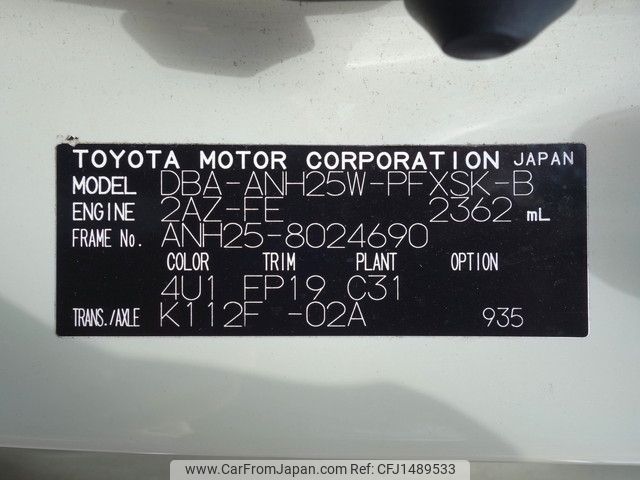 TOYOTA MOTOR CORPORATION JAPAN
MODEL DBA-ANH25W-PFXSK-B
ENGINE 2AZ-FE 2362 mL
FRAME No. ANH25-8024690
COLOR TRIM PLANT OPTION
4U1 FP19 C31
TRANS./AXLE K112F -02A 935
www.CarFromJapan.com | Ref ID: CFJ1489533